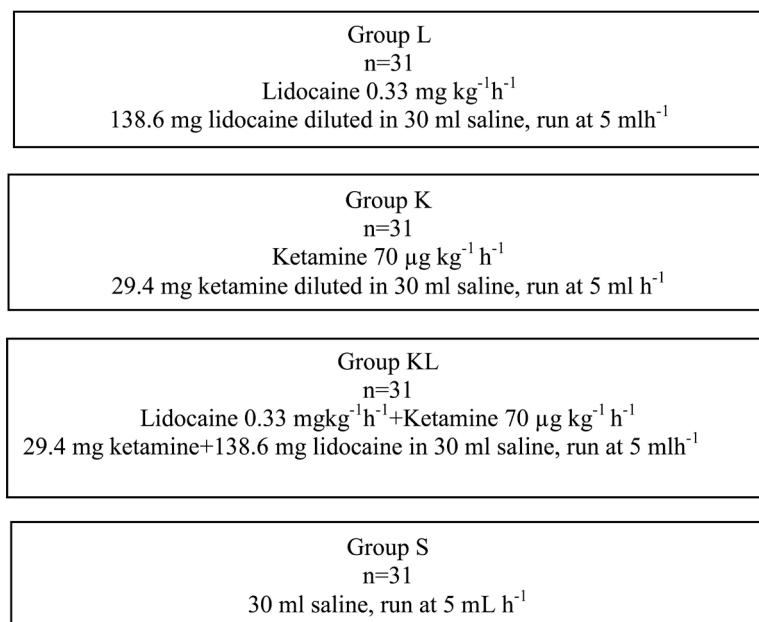 Group L
n=31
Lidocaine 0.33 mg kg⁻¹h⁻¹
138.6 mg lidocaine diluted in 30 ml saline, run at 5 mlh⁻¹
Group K
n=31
Ketamine 70 µg kg⁻¹ h⁻¹
29.4 mg ketamine diluted in 30 ml saline, run at 5 ml h⁻¹
Group KL
n=31
Lidocaine 0.33 mgkg⁻¹h⁻¹+Ketamine 70 µg kg⁻¹ h⁻¹
29.4 mg ketamine+138.6 mg lidocaine in 30 ml saline, run at 5 mlh⁻¹
Group S
n=31
30 ml saline, run at 5 mL h⁻¹